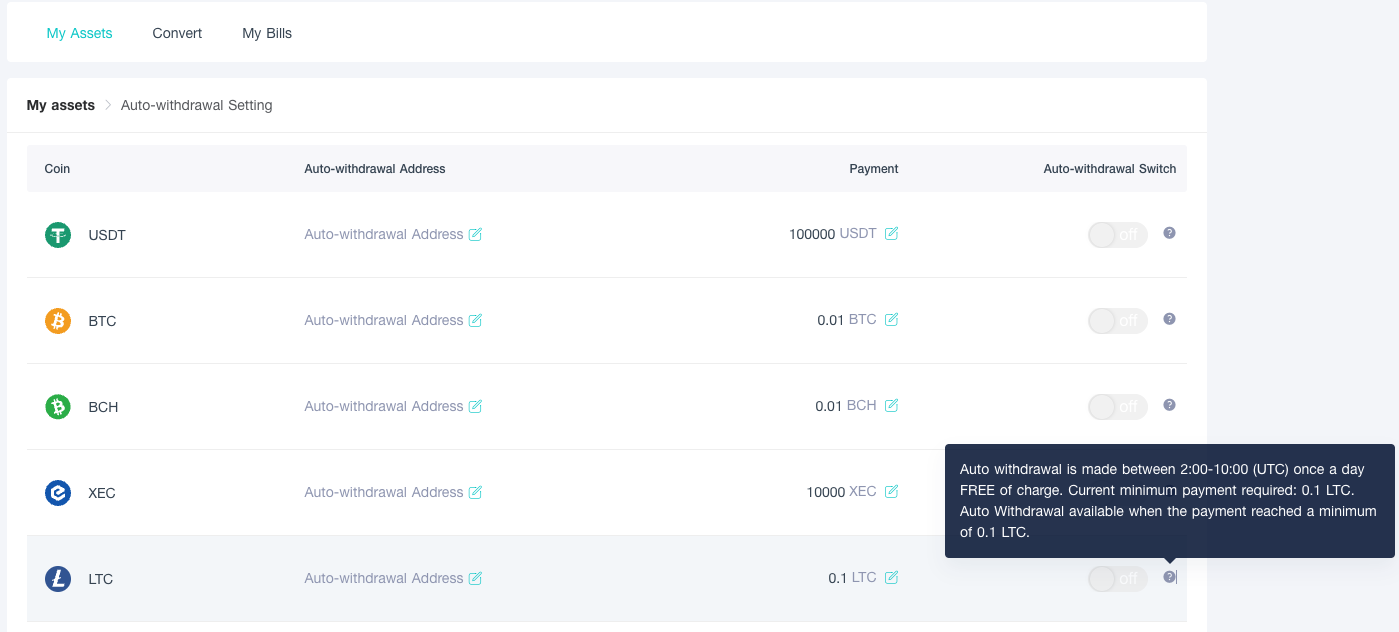 My Assets Convert My Bills
My assets > Auto-withdrawal Setting
Coin Auto-withdrawal Address Payment Auto-withdrawal Switch
USDT Auto-withdrawal Address 100000 USDT off ?
BTC Auto-withdrawal Address 0.01 BTC off ?
BCH Auto-withdrawal Address 0.01 BCH off ?
XEC Auto-withdrawal Address 10000 XEC
Auto withdrawal is made between 2:00-10:00 (UTC) once a day
FREE of charge. Current minimum payment required: 0.1 LTC.
Auto Withdrawal available when the payment reached a minimum
of 0.1 LTC.
LTC Auto-withdrawal Address 0.1 LTC off ?